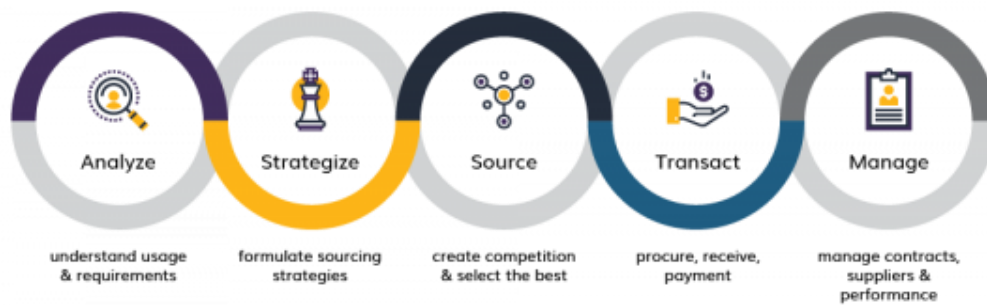 Analyze
Strategize
Source
Transact
$
Manage
understand usage
& requirements
formulate sourcing
strategies
create competition
& select the best
procure, receive,
payment
manage contracts,
suppliers &
performance